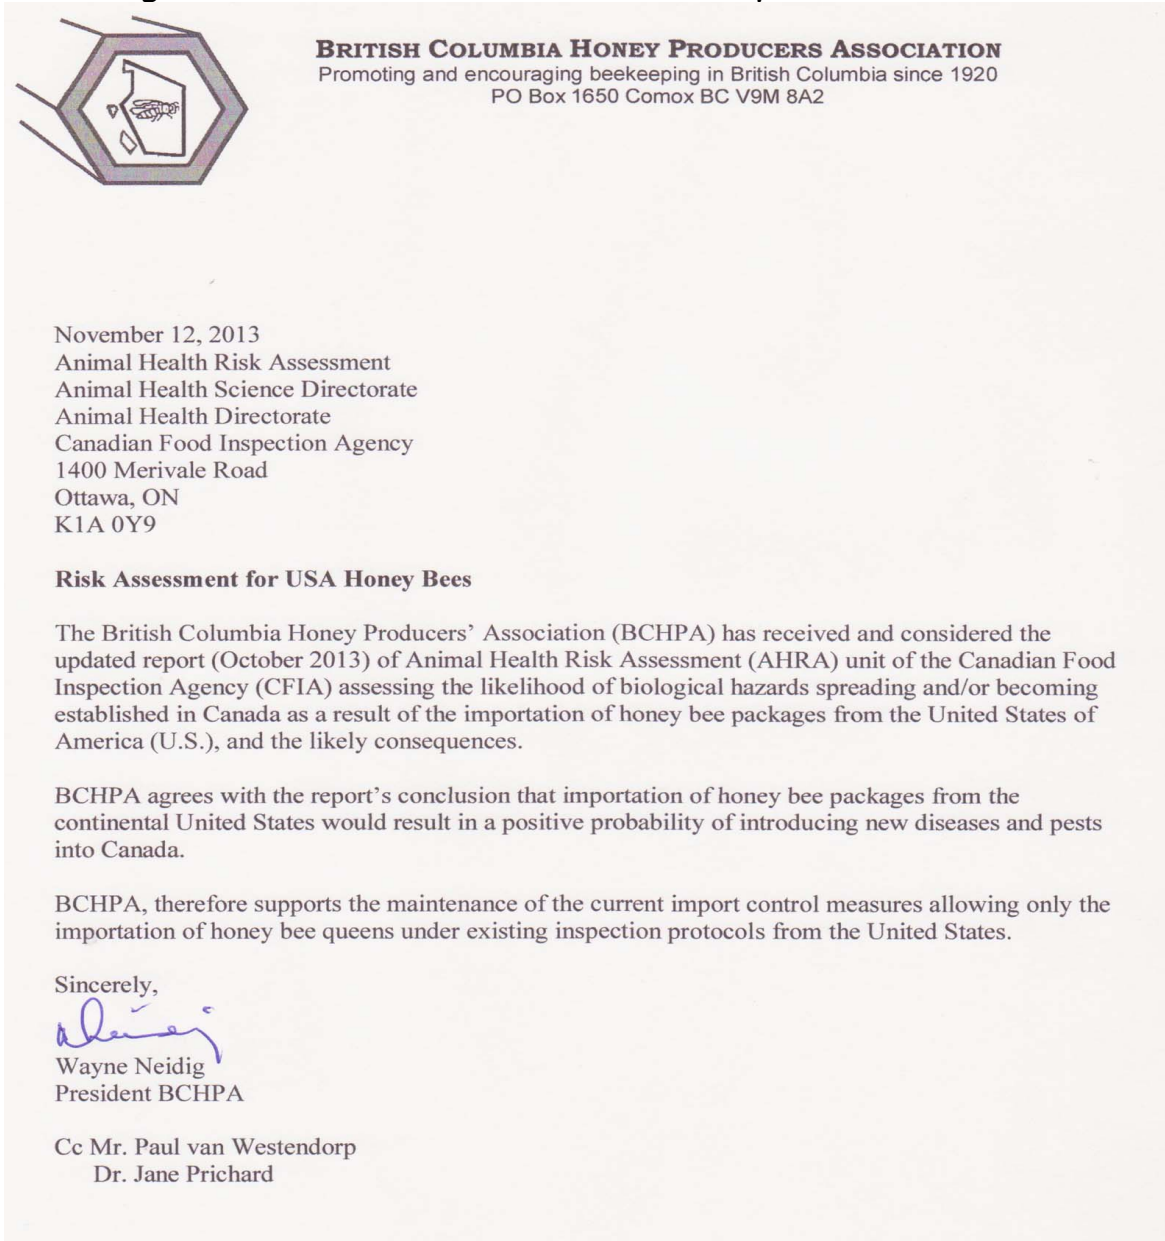 BRITISH COLUMBIA HONEY PRODUCERS ASSOCIATION
Promoting and encouraging beekeeping in British Columbia since 1920
PO Box 1650 Comox BC V9M 8A2
November 12, 2013
Animal Health Risk Assessment
Animal Health Science Directorate
Animal Health Directorate
Canadian Food Inspection Agency
1400 Merivale Road
Ottawa, ON
K1A 0Y9
Risk Assessment for USA Honey Bees
The British Columbia Honey Producers’ Association (BCHPA) has received and considered the
updated report (October 2013) of Animal Health Risk Assessment (AHRA) unit of the Canadian Food
Inspection Agency (CFIA) assessing the likelihood of biological hazards spreading and/or becoming
established in Canada as a result of the importation of honey bee packages from the United States of
America (U.S.), and the likely consequences.
BCHPA agrees with the report’s conclusion that importation of honey bee packages from the
continental United States would result in a positive probability of introducing new diseases and pests
into Canada.
BCHPA, therefore supports the maintenance of the current import control measures allowing only the
importation of honey bee queens under existing inspection protocols from the United States.
Sincerely,
Wayne Neidig
President BCHPA
Cc Mr. Paul van Westendorp
Dr. Jane Prichard